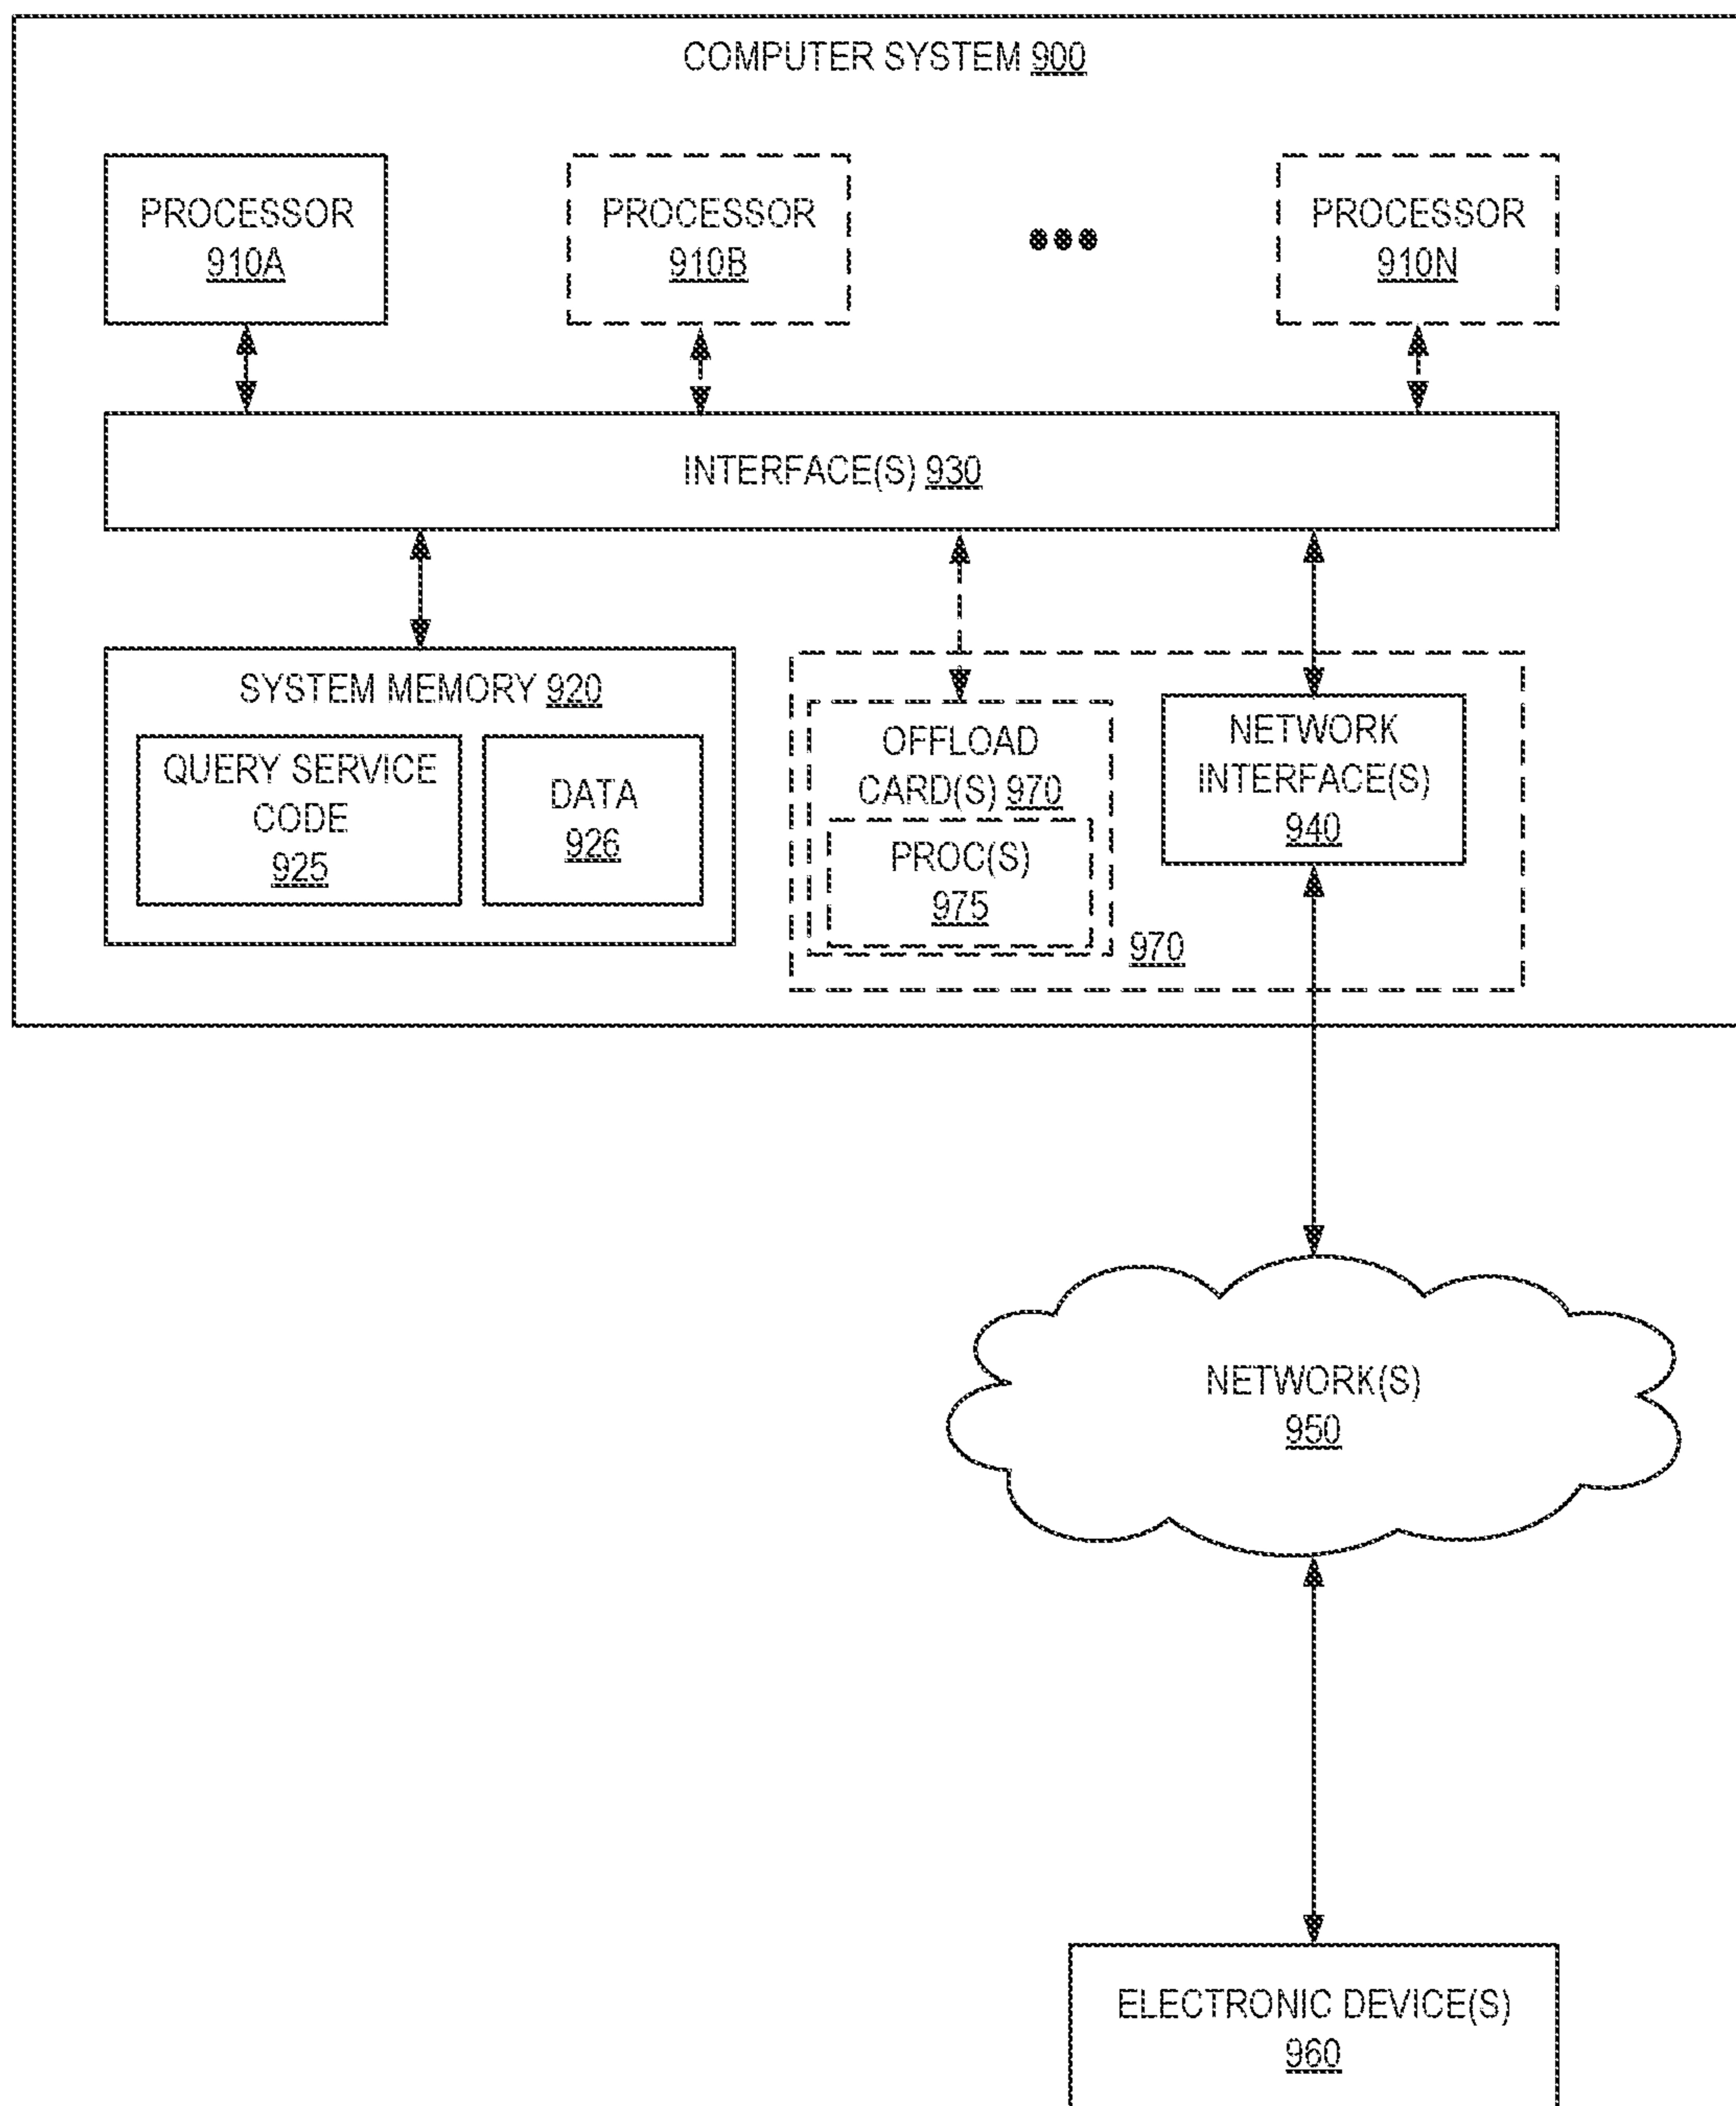 COMPUTER SYSTEM 900
PROCESSOR
910A
PROCESSOR
910B
PROCESSOR
910N
INTERFACE(S) 930
SYSTEM MEMORY 920
QUERY SERVICE
CODE
925
DATA
926
OFFLOAD
CARD(S) 970
PROC(S)
975
970
NETWORK
INTERFACE(S)
940
NETWORK(S)
950
ELECTRONIC DEVICE(S)
960